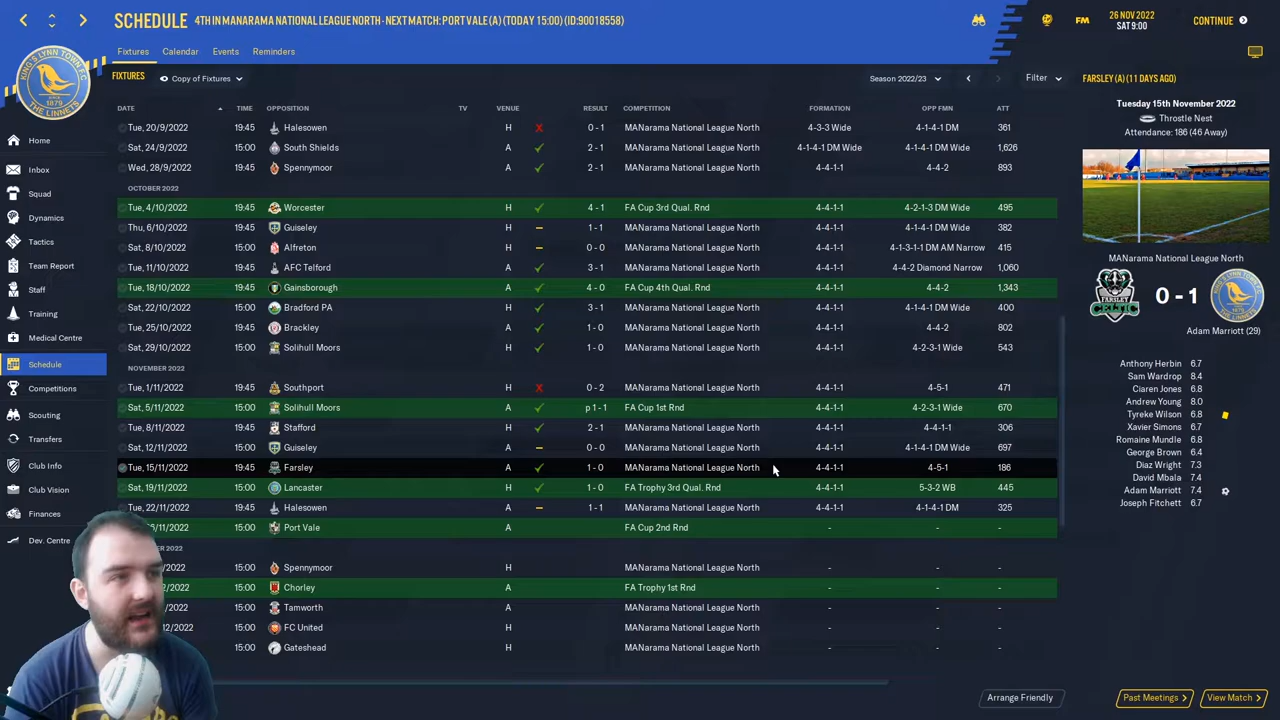 SCHEDULE 4TH IN MANARAMA NATIONAL LEAGUE NORTH - NEXT MATCH: PORT VALE (A) (TODAY 15:00) (ID:90018558)
FM 26 NOV 2022 SAT 9:00 CONTINUE
Fixtures Calendar Events Reminders
FIXTURES Copy of Fixtures Season 2022/23 Filter
DATE TIME OPPOSITION TV VENUE RESULT COMPETITION FORMATION OPP FMN ATT
Tue, 20/9/2022 19:45 Halesowen H 0 - 1 MANarama National League North 4-3-3 Wide 4-1-4-1 DM 361
Sat, 24/9/2022 15:00 South Shields A 2 - 1 MANarama National League North 4-1-4-1 DM Wide 4-1-4-1 DM Wide 1,626
Wed, 28/9/2022 19:45 Spennymoor A 2 - 1 MANarama National League North 4-4-1-1 4-4-2 893
OCTOBER 2022
Tue, 4/10/2022 19:45 Worcester H 4 - 1 FA Cup 3rd Qual. Rnd 4-4-1-1 4-2-1-3 DM Wide 495
Thu, 6/10/2022 19:45 Guiseley H 1 - 1 MANarama National League North 4-4-1-1 4-1-4-1 DM Wide 382
Sat, 8/10/2022 15:00 Alfreton H 0 - 0 MANarama National League North 4-4-1-1 4-1-3-1-1 DM AM Narrow 415
Tue, 11/10/2022 19:45 AFC Telford A 3 - 1 MANarama National League North 4-4-1-1 4-4-2 Diamond Narrow 1,060
Tue, 18/10/2022 19:45 Gainsborough A 4 - 0 FA Cup 4th Qual. Rnd 4-4-1-1 4-4-2 1,343
Sat, 22/10/2022 15:00 Bradford PA H 3 - 1 MANarama National League North 4-4-1-1 4-1-4-1 DM Wide 400
Tue, 25/10/2022 19:45 Brackley A 1 - 0 MANarama National League North 4-4-1-1 4-4-2 802
Sat, 29/10/2022 15:00 Solihull Moors H 1 - 0 MANarama National League North 4-4-1-1 4-2-3-1 Wide 543
NOVEMBER 2022
Tue, 1/11/2022 19:45 Southport H 0 - 2 MANarama National League North 4-4-1-1 4-5-1 471
Sat, 5/11/2022 15:00 Solihull Moors A p 1 - 1 FA Cup 1st Rnd 4-4-1-1 4-2-3-1 Wide 670
Tue, 8/11/2022 19:45 Stafford H 2 - 1 MANarama National League North 4-4-1-1 4-4-1-1 306
Sat, 12/11/2022 15:00 Guiseley A 0 - 0 MANarama National League North 4-4-1-1 4-1-4-1 DM Wide 697
Tue, 15/11/2022 19:45 Farsley A 1 - 0 MANarama National League North 4-4-1-1 4-5-1 186
Sat, 19/11/2022 15:00 Lancaster H 1 - 0 FA Trophy 3rd Qual. Rnd 4-4-1-1 5-3-2 WB 445
Tue, 22/11/2022 19:45 Halesowen A 1 - 1 MANarama National League North 4-4-1-1 4-1-4-1 DM 325
15:00 Port Vale A FA Cup 2nd Rnd - - -
2022
15:00 Spennymoor H MANarama National League North - - -
15:00 Chorley A FA Trophy 1st Rnd - - -
15:00 Tamworth A MANarama National League North - - -
15:00 FC United H MANarama National League North - - -
15:00 Gateshead H MANarama National League North - - -
Arrange Friendly Past Meetings View Match
KING'S LYNN TOWN F.C
1879
THE LINNETS
Home
Inbox
Squad
Dynamics
Tactics
Team Report
Staff
Training
Medical Centre
Schedule
Competitions
Scouting
Transfers
Club Info
Club Vision
Finances
Dev. Centre
FARSLEY (A) (11 DAYS AGO)
Tuesday 15th November 2022
Throstle Nest
Attendance: 186 (46 Away)
MANarama National League North
FARSLEY CELTIC 0 - 1
Adam Marriott (29)
Anthony Herbin 6.7
Sam Wardrop 8.4
Ciaren Jones 6.8
Andrew Young 8.0
Tyreke Wilson 6.8
Xavier Simons 6.7
Romaine Mundle 6.8
George Brown 6.4
Diaz Wright 7.3
David Mbala 7.4
Adam Marriott 7.4
Joseph Fitchett 6.7